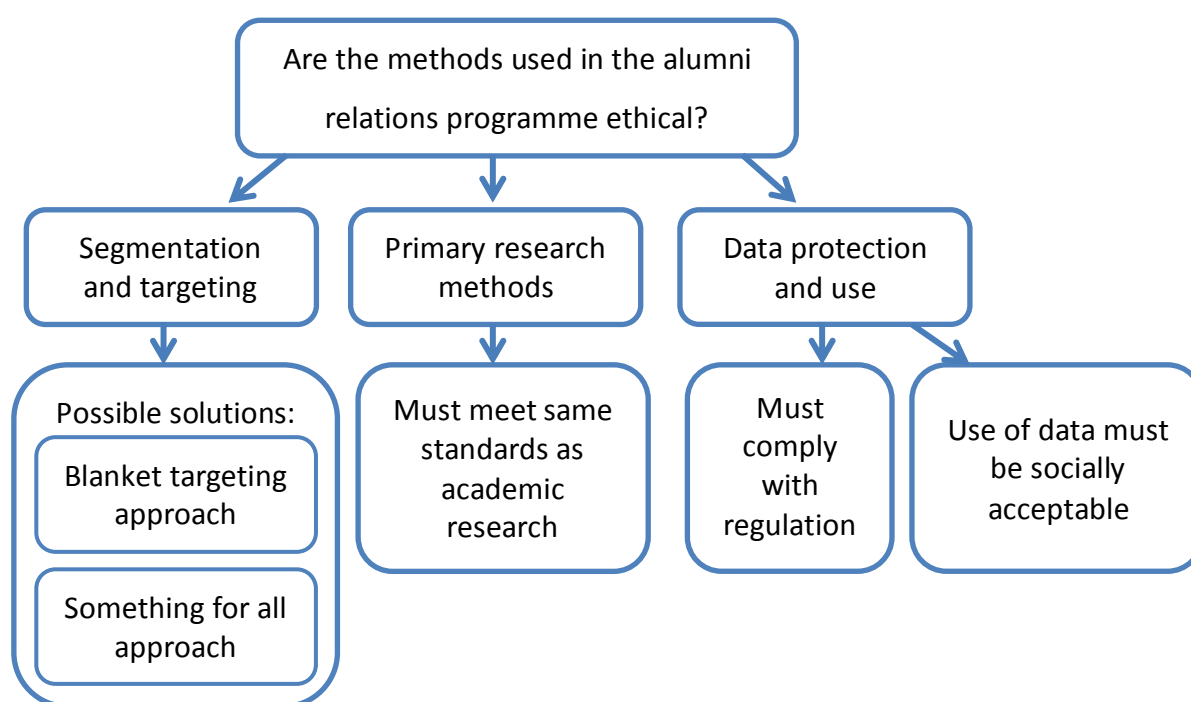 Are the methods used in the alumni
relations programme ethical?
Segmentation
and targeting
Primary research
methods
Data protection
and use
Possible solutions:
Blanket targeting
approach
Something for all
approach
Must meet same
standards as
academic
research
Must
comply
with
regulation
Use of data must
be socially
acceptable